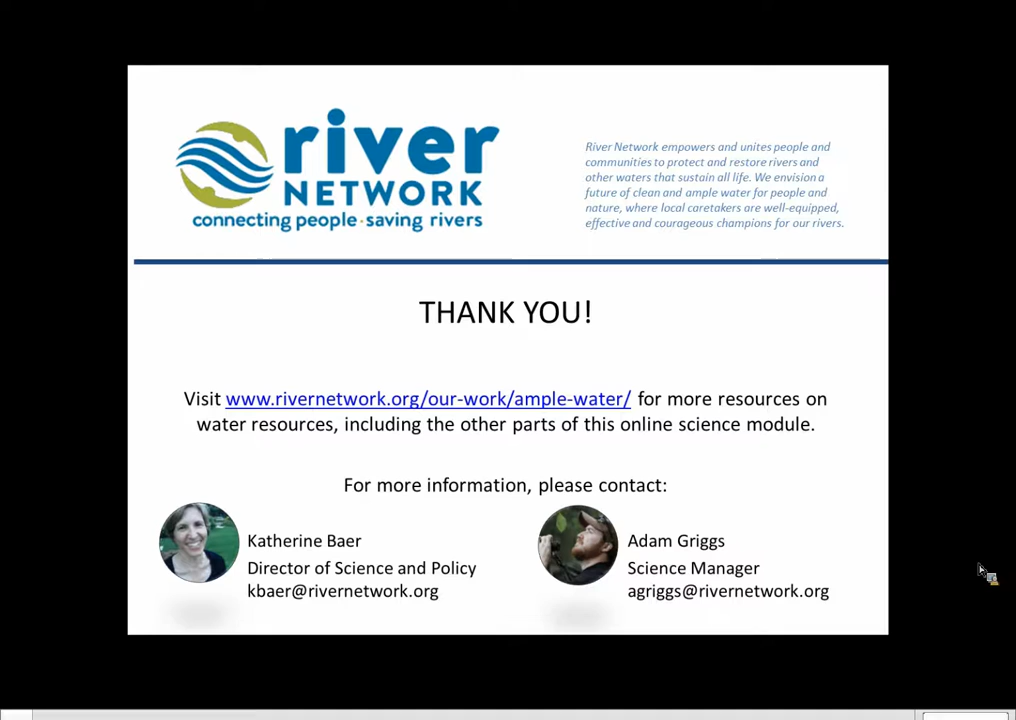 river
NETWORK
connecting people · saving rivers
River Network empowers and unites people and
communities to protect and restore rivers and
other waters that sustain all life. We envision a
future of clean and ample water for people and
nature, where local caretakers are well-equipped,
effective and courageous champions for our rivers.
THANK YOU!
Visit www.rivernetwork.org/our-work/ample-water/ for more resources on
water resources, including the other parts of this online science module.
For more information, please contact:
Katherine Baer
Director of Science and Policy
kbaer@rivernetwork.org
Adam Griggs
Science Manager
agriggs@rivernetwork.org